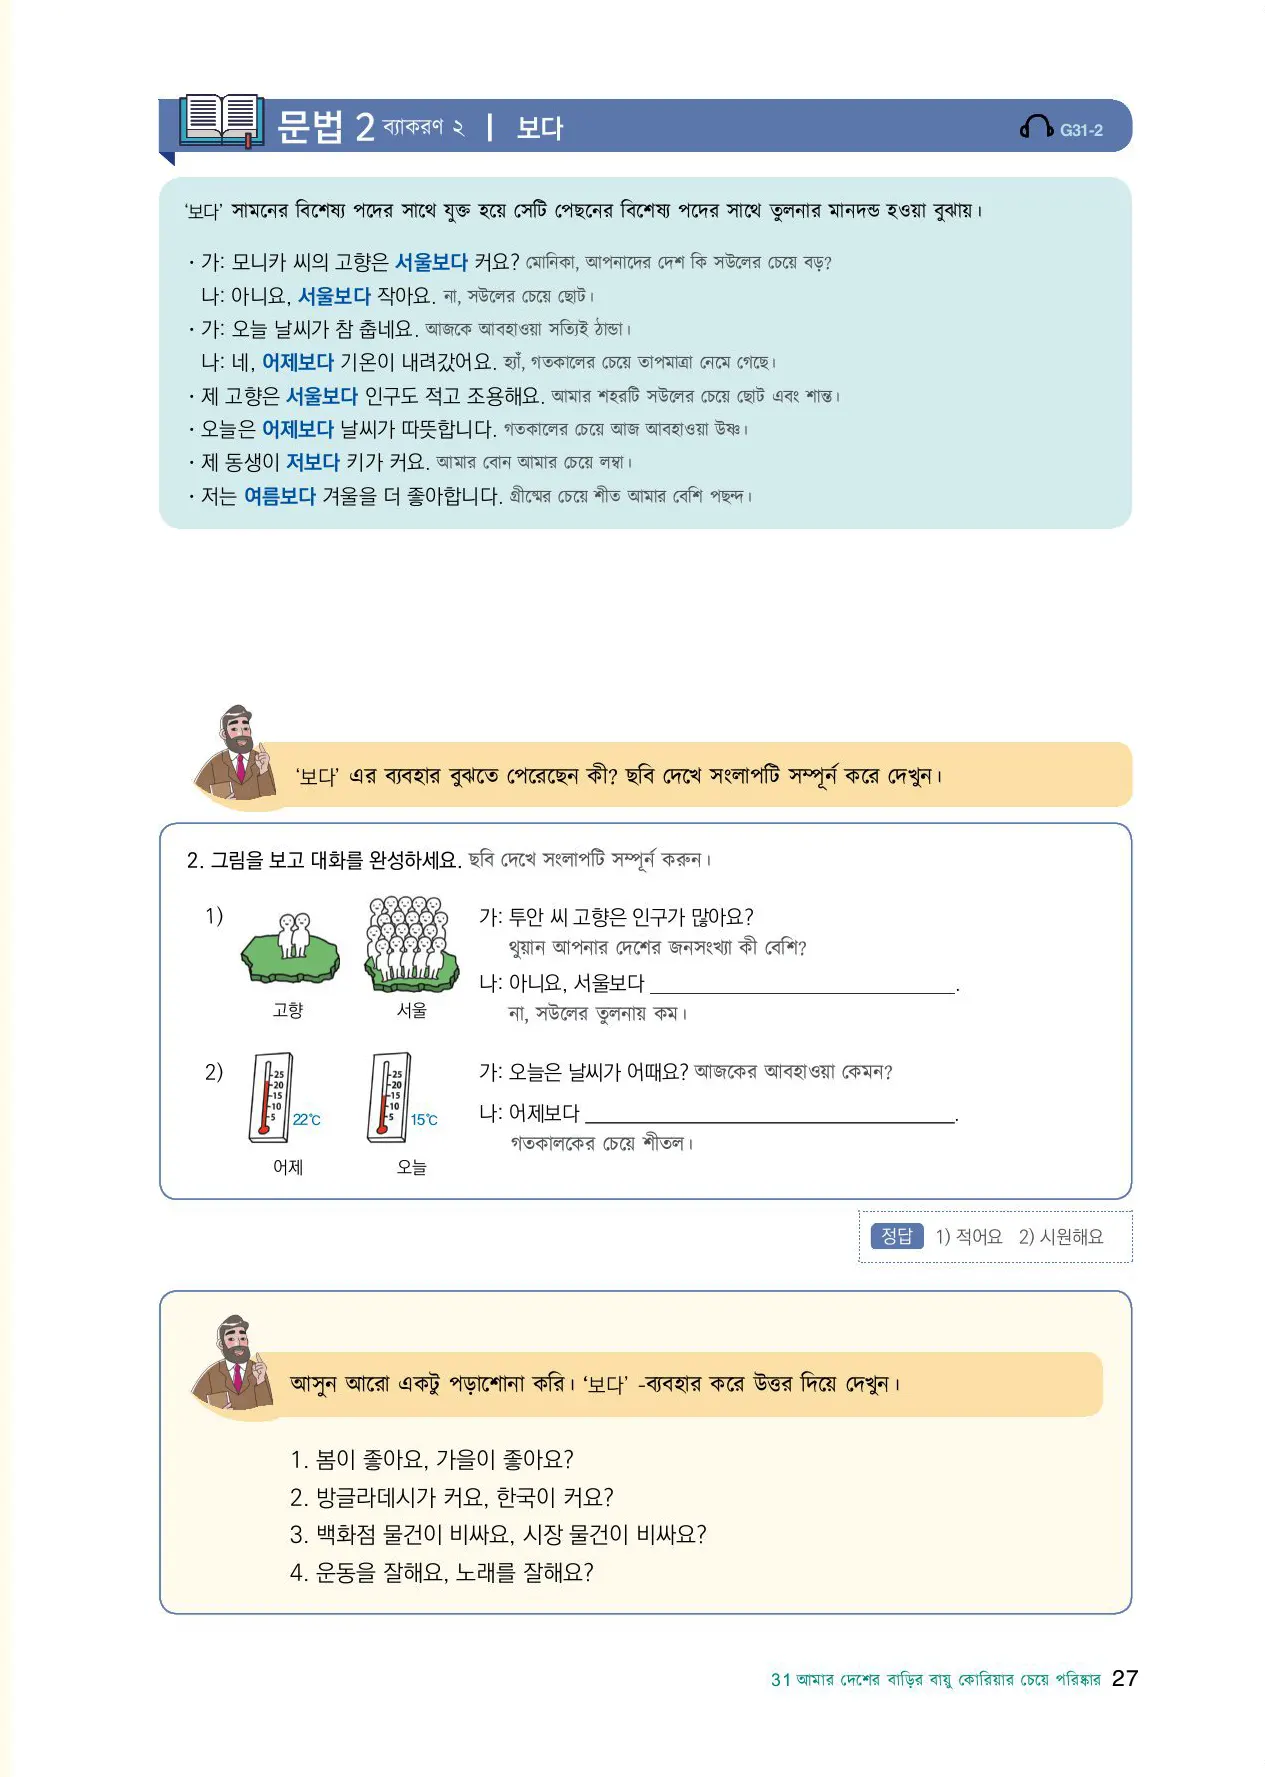 문법 2 ব্যাকরণ ২ | 보다
G31-2
‘보다’ সামনের বিশেষ্য পদের সাথে যুক্ত হয়ে সেটি পেছনের বিশেষ্য পদের সাথে তুলনার মানদন্ড হওয়া বুঝায়।
· 가: 모니카 씨의 고향은 서울보다 커요? মোনিকা, আপনাদের দেশ কি সউলের চেয়ে বড়?
나: 아니요, 서울보다 작아요. না, সউলের চেয়ে ছোট।
· 가: 오늘 날씨가 참 춥네요. আজকে আবহাওয়া সত্যিই ঠান্ডা।
나: 네, 어제보다 기온이 내려갔어요. হ্যাঁ, গতকালের চেয়ে তাপমাত্রা নেমে গেছে।
· 제 고향은 서울보다 인구도 적고 조용해요. আমার শহরটি সউলের চেয়ে ছোট এবং শান্ত।
· 오늘은 어제보다 날씨가 따뜻합니다. গতকালের চেয়ে আজ আবহাওয়া উষ্ণ।
· 제 동생이 저보다 키가 커요. আমার বোন আমার চেয়ে লম্বা।
· 저는 여름보다 겨울을 더 좋아합니다. গ্রীষ্মের চেয়ে শীত আমার বেশি পছন্দ।
‘보다’ এর ব্যবহার বুঝতে পেরেছেন কী? ছবি দেখে সংলাপটি সম্পূর্ন করে দেখুন।
2. 그림을 보고 대화를 완성하세요. ছবি দেখে সংলাপটি সম্পূর্ন করুন।
1)
고향
서울
가: 투안 씨 고향은 인구가 많아요?
থুয়ান আপনার দেশের জনসংখ্যা কী বেশি?
나: 아니요, 서울보다 ______________________________.
না, সউলের তুলনায় কম।
2)
25
20
15
10
5
22℃
어제
25
20
15
10
5
15℃
오늘
가: 오늘은 날씨가 어때요? আজকের আবহাওয়া কেমন?
나: 어제보다 ____________________________________.
গতকালকের চেয়ে শীতল।
정답 1) 적어요 2) 시원해요
আসুন আরো একটু পড়াশোনা করি। ‘보다’ -ব্যবহার করে উত্তর দিয়ে দেখুন।
1. 봄이 좋아요, 가을이 좋아요?
2. 방글라데시가 커요, 한국이 커요?
3. 백화점 물건이 비싸요, 시장 물건이 비싸요?
4. 운동을 잘해요, 노래를 잘해요?
31 আমার দেশের বাড়ির বায়ু কোরিয়ার চেয়ে পরিষ্কার 27